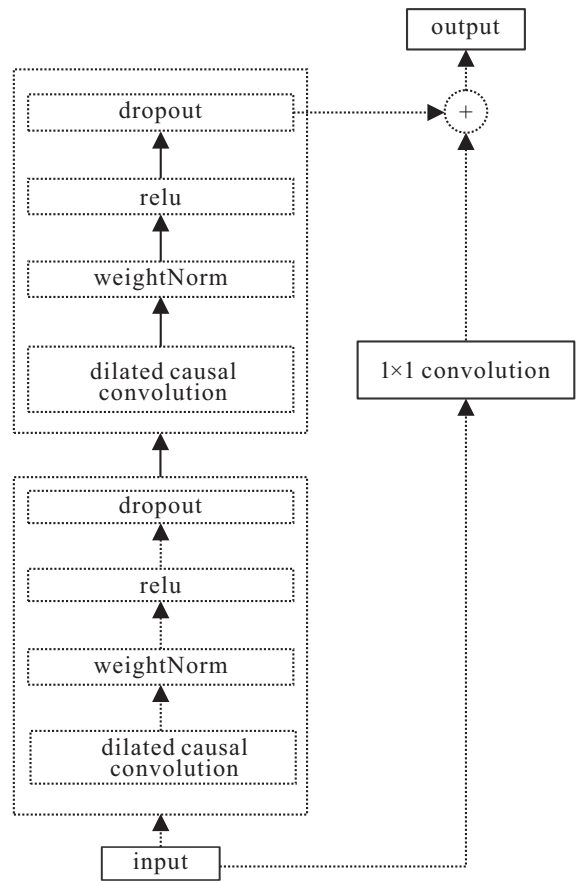 output
dropout
+
relu
weightNorm
dilated causal
convolution
1×1 convolution
dropout
relu
weightNorm
dilated causal
convolution
input